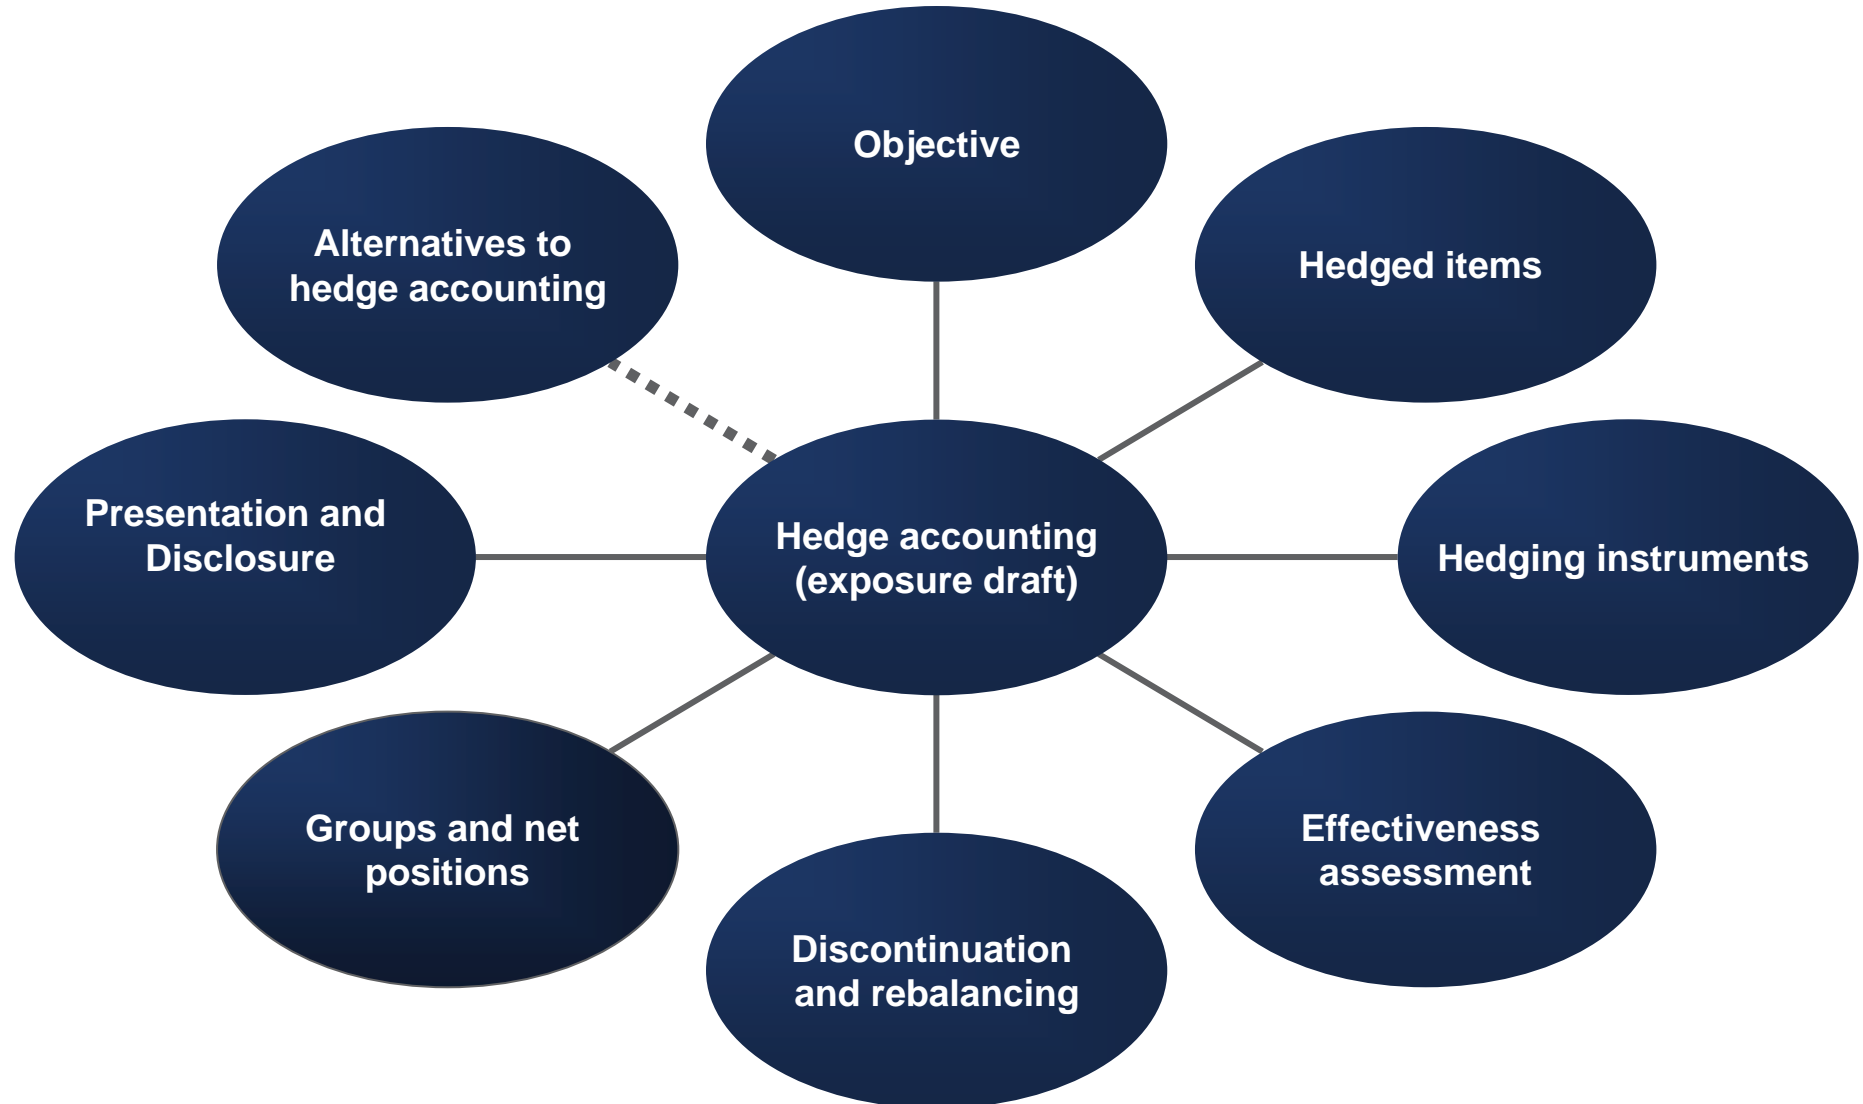 Objective
Alternatives to
hedge accounting
Hedged items
Presentation and
Disclosure
Hedge accounting
(exposure draft)
Hedging instruments
Groups and net
positions
Effectiveness
assessment
Discontinuation
and rebalancing